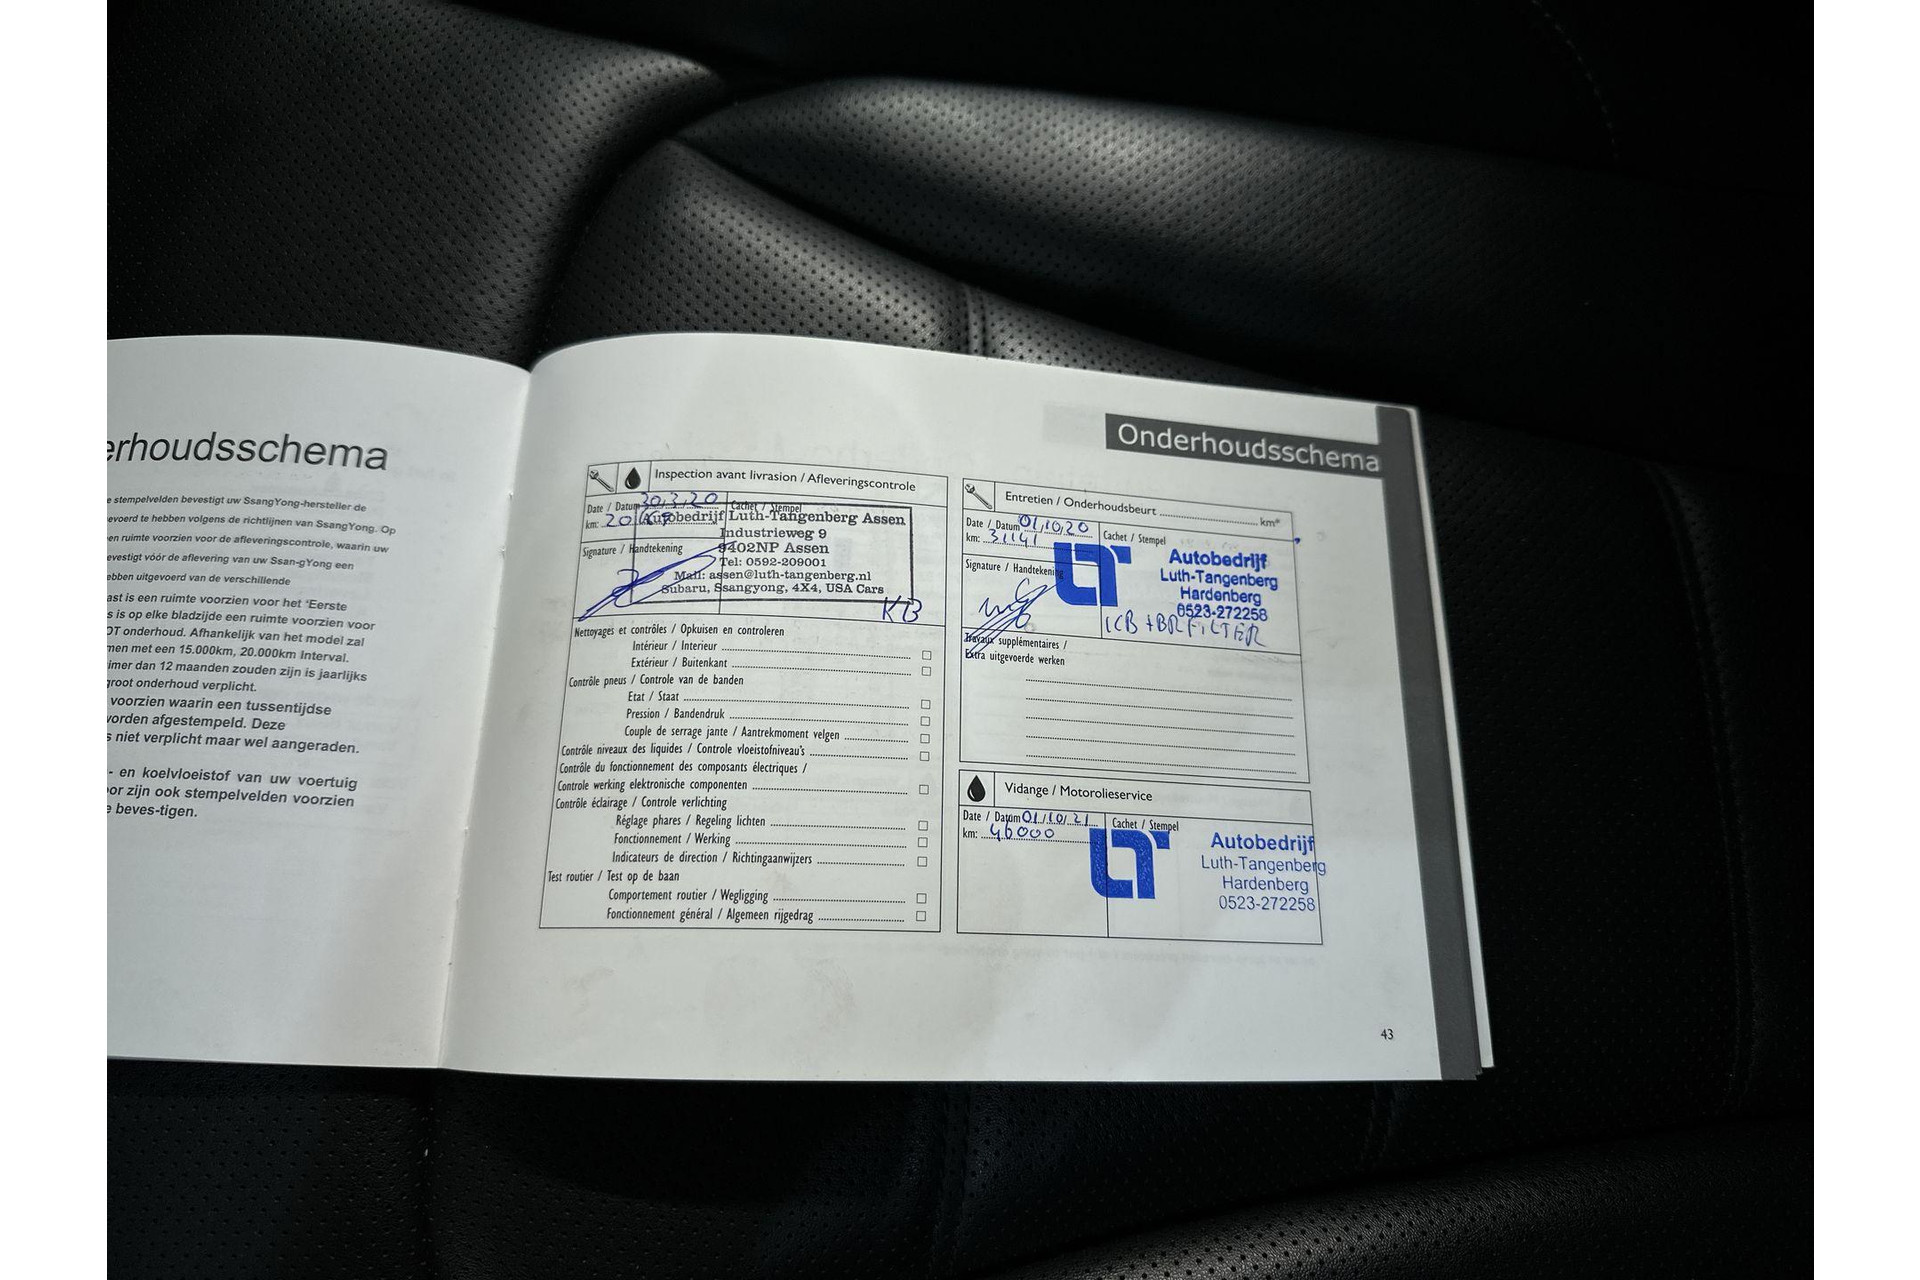 erhoudsschema
e stempelvelden bevestigt uw SsangYong-hersteller de
evoerd te hebben volgens de richtlijnen van SsangYong. Op
en ruimte voorzien voor de afleveringscontrole, waarin uw
evestigt vóór de aflevering van uw Ssan-gYong een
ebben uitgevoerd van de verschillende
ast is een ruimte voorzien voor het 'Eerste
s is op elke bladzijde een ruimte voorzien voor
OT onderhoud. Afhankelijk van het model zal
men met een 15.000km, 20.000km interval.
imer dan 12 maanden zouden zijn is jaarlijks
groot onderhoud verplicht.
voorzien waarin een tussentijdse
vorden afgestempeld. Deze
s niet verplicht maar wel aangeraden.
- en koelvloeistof van uw voertuig
or zijn ook stempelvelden voorzien
e beves-tigen.
Onderhoudsschema
Inspection avant livrasion / Afleveringscontrole
Date / Datum 30,3,20 Cachet / Stempel
km:
Signature / Handtekening
Autobedrijf Luth-Tangenberg Assen
Industrieweg 9
9402NP Assen
Tel: 0592-209001
Mail: assen@luth-tangenberg.nl
Subaru, Ssangyong, 4X4, USA Cars
KB
Nettoyages et contrôles / Opkuisen en controleren
Intérieur / Interieur
Extérieur / Buitenkant
Contrôle pneus / Controle van de banden
Etat / Staat
Pression / Bandendruk
Couple de serrage jante / Aantrekmoment velgen
Contrôle niveaux des liquides / Controle vloeistofniveau's
Contrôle du fonctionnement des composants électriques /
Controle werking elektronische componenten
Contrôle éclairage / Controle verlichting
Réglage phares / Regeling lichten
Fonctionnement / Werking
Indicateurs de direction / Richtingaanwijzers
Test routier / Test op de baan
Comportement routier / Wegligging
Fonctionnement général / Algemeen rijgedrag
Entretien / Onderhoudsbeurt km*
Date / Datum 01,10,20 Cachet / Stempel
km: 31141
Signature / Handtekening
Autobedrijf
Luth-Tangenberg
Hardenberg
0523-272258
ICB + BR FILTER
Travaux supplémentaires /
Extra uitgevoerde werken
Vidange / Motorolieservice
Date / Datum 01/10/21 Cachet / Stempel
km: 46000
Autobedrijf
Luth-Tangenberg
Hardenberg
0523-272258
43